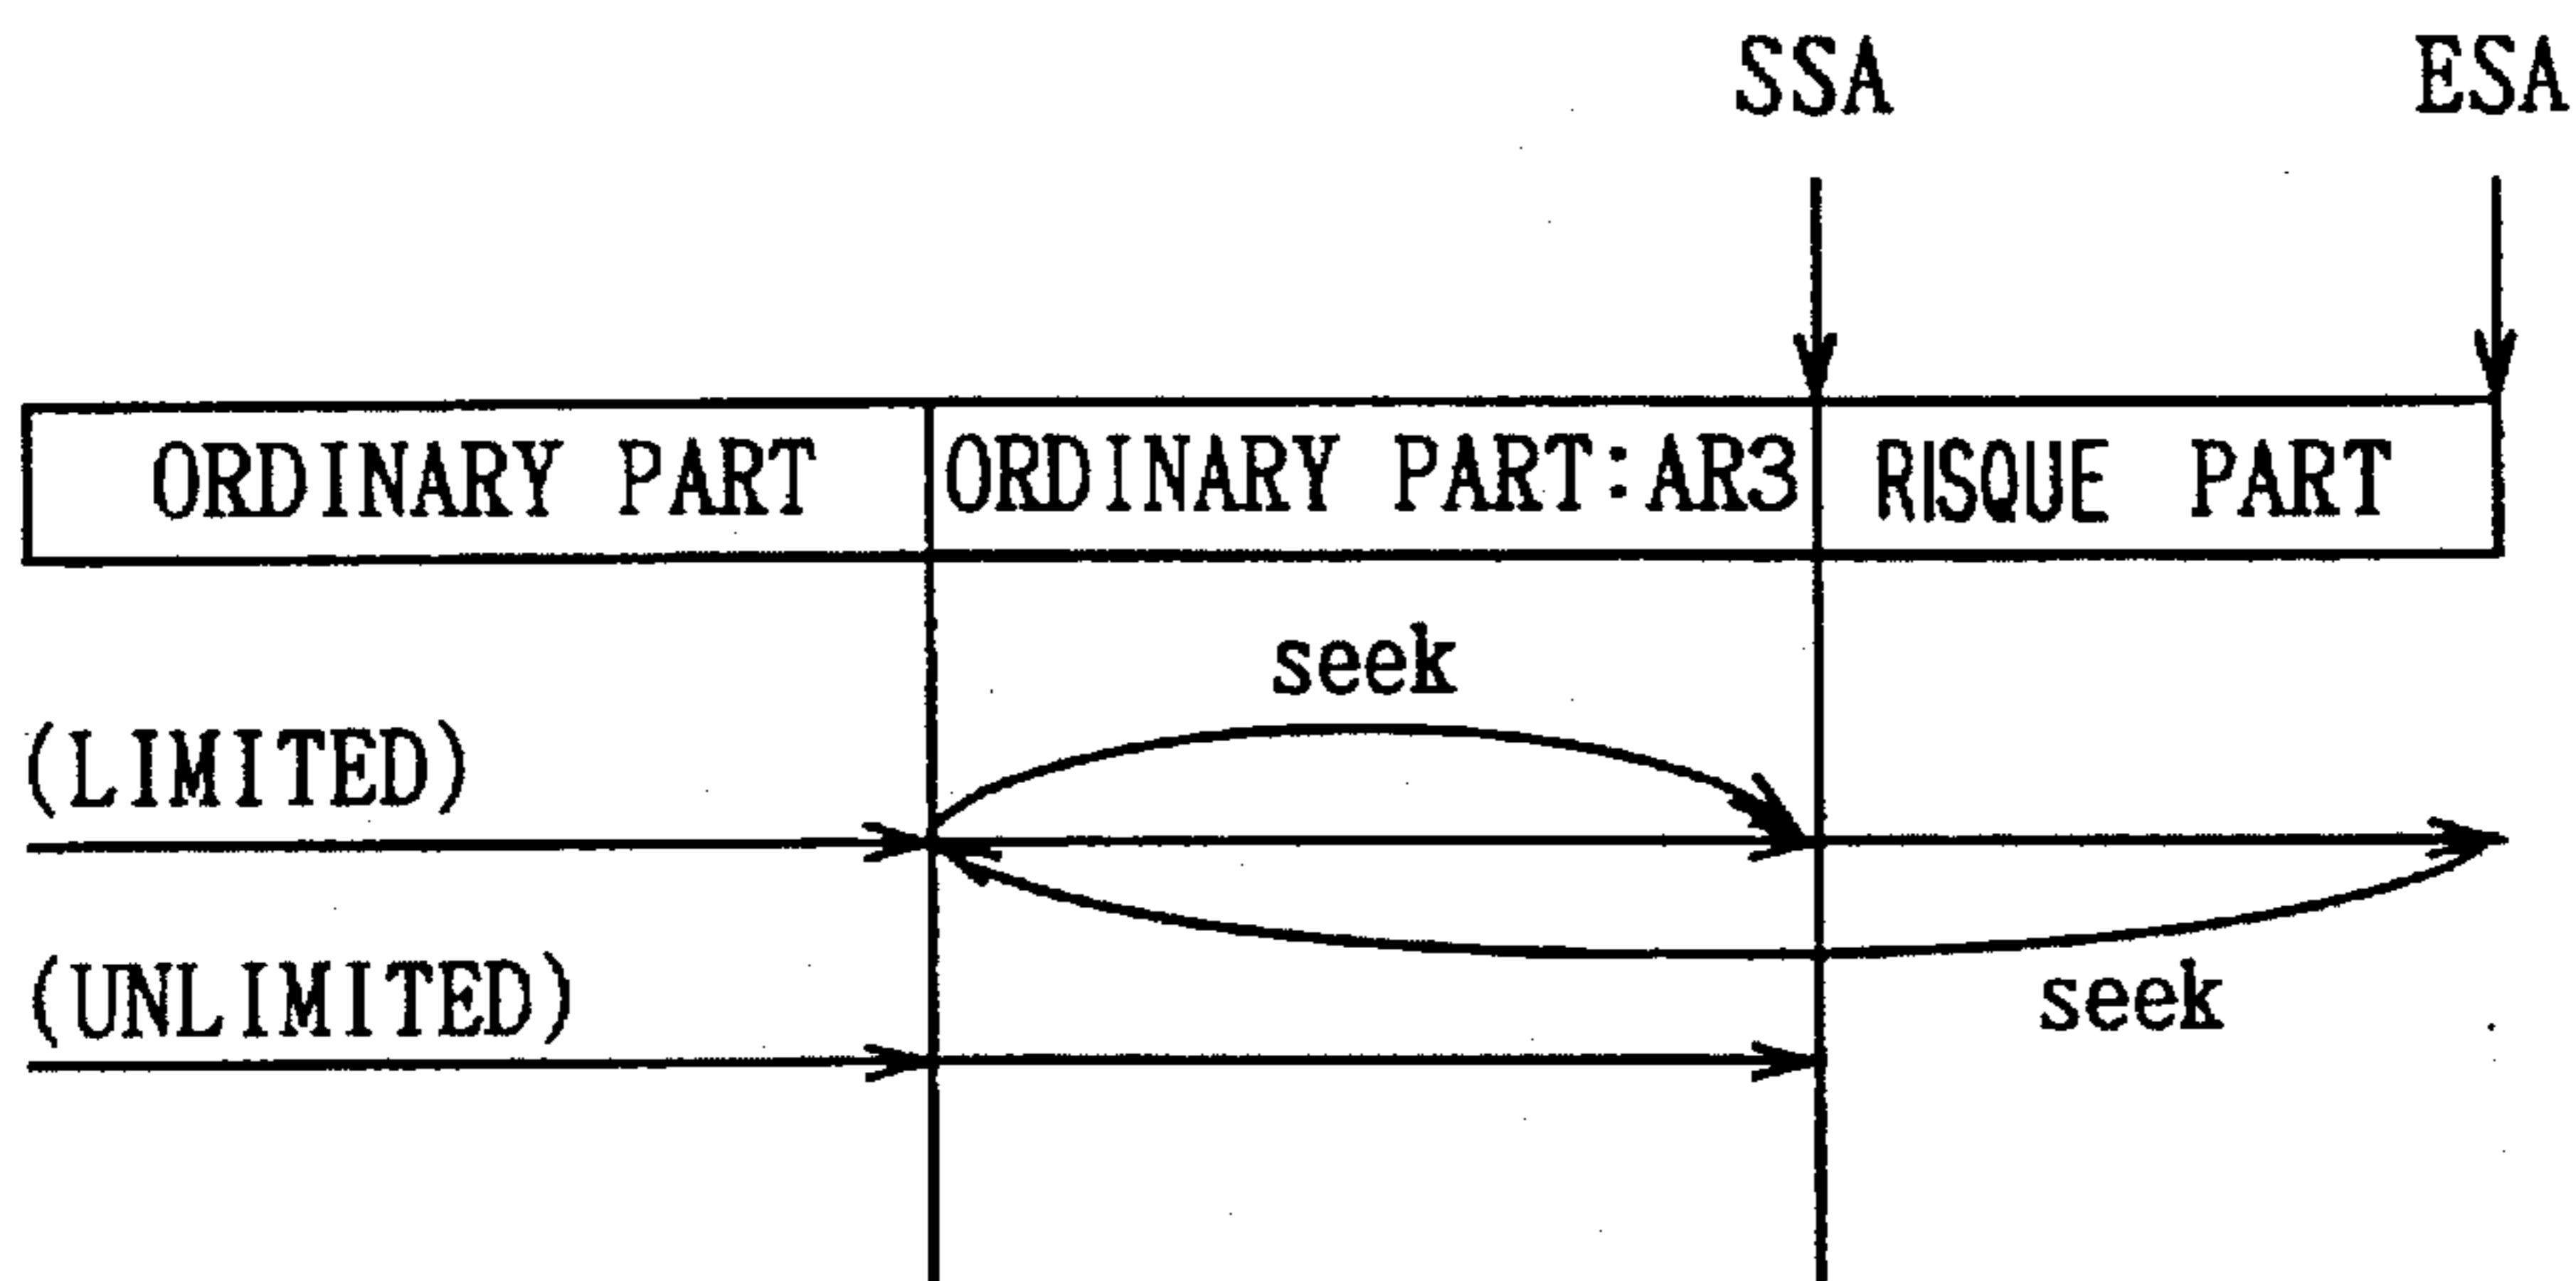 SSA
ESA
ORDINARY PART
ORDINARY PART:AR3
RISQUE PART
seek
(LIMITED)
(UNLIMITED)
seek